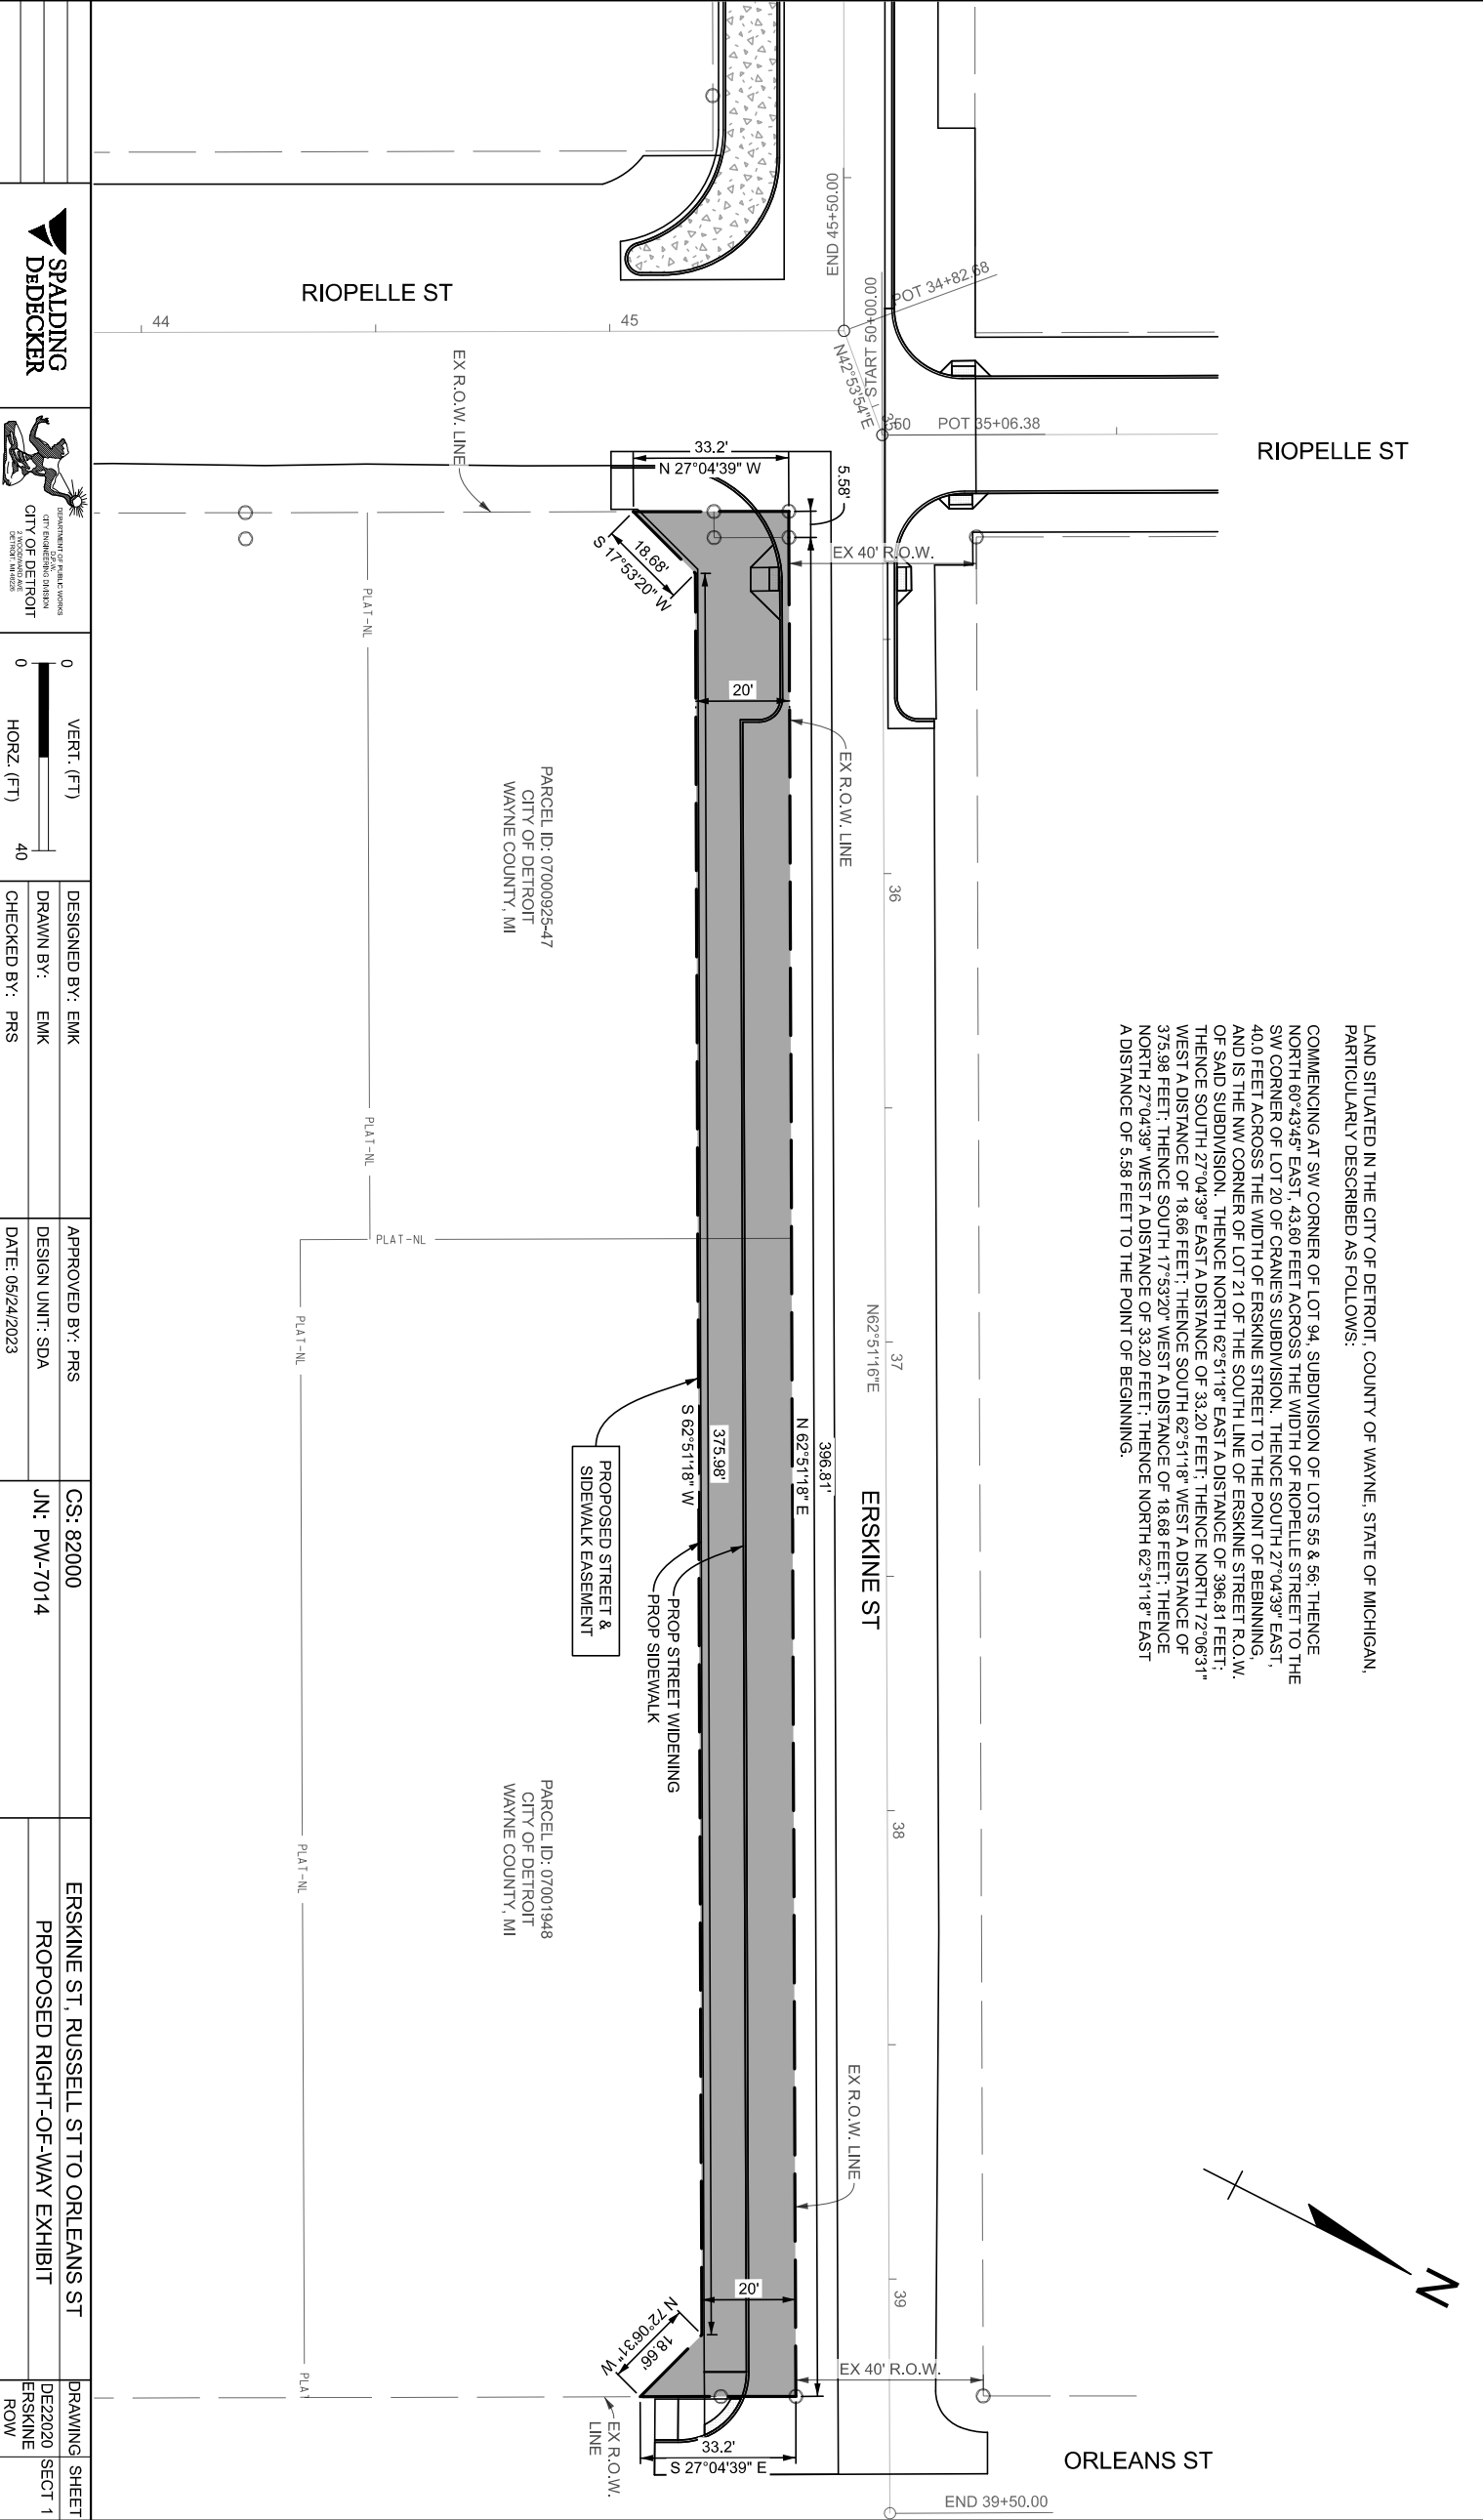 LAND SITUATED IN THE CITY OF DETROIT, COUNTY OF WAYNE, STATE OF MICHIGAN,
PARTICULARLY DESCRIBED AS FOLLOWS:
COMMENCING AT SW CORNER OF LOT 94, SUBDIVISION OF LOTS 55 & 56; THENCE
NORTH 60°43'45" EAST, 43.60 FEET ACROSS THE WIDTH OF RIOPELLE STREET TO THE
SW CORNER OF LOT 20 OF CRANE'S SUBDIVISION. THENCE SOUTH 27°04'39" EAST,
40.0 FEET ACROSS THE WIDTH OF ERSKINE STREET TO THE POINT OF BEBINNING,
AND IS THE NW CORNER OF LOT 21 OF THE SOUTH LINE OF ERSKINE STREET R.O.W.
OF SAID SUBDIVISION. THENCE NORTH 62°51'18" EAST A DISTANCE OF 396.81 FEET;
THENCE SOUTH 27°04'39" EAST A DISTANCE OF 33.20 FEET; THENCE NORTH 72°06'31"
WEST A DISTANCE OF 18.66 FEET; THENCE SOUTH 62°51'18" WEST A DISTANCE OF
375.98 FEET; THENCE SOUTH 17°53'20" WEST A DISTANCE OF 18.68 FEET; THENCE
NORTH 27°04'39" WEST A DISTANCE OF 33.20 FEET; THENCE NORTH 62°51'18" EAST
A DISTANCE OF 5.58 FEET TO THE POINT OF BEGINNING.
N
RIOPELLE ST
ORLEANS ST
POT 34+82.68
POT 35+06.38
END 45+50.00
START 50+00.00
N42°53'54"E
50
END 39+50.00
EX 40' R.O.W.
EX 40' R.O.W.
36
37
38
39
N62°51'16"E
ERSKINE ST
EX R.O.W. LINE
EX R.O.W. LINE
5.58'
396.81'
N 62°51'18" E
33.2'
N 27°04'39" W
20'
20'
375.98'
S 62°51'18" W
18.68'
S 17°53'20" W
18.66'
N 72°06'31" W
33.2'
S 27°04'39" E
PROP STREET WIDENING
PROP SIDEWALK
PROPOSED STREET &
SIDEWALK EASEMENT
EX R.O.W.
LINE
EX R.O.W. LINE
RIOPELLE ST
44
45
PARCEL ID: 07000925-47
CITY OF DETROIT
WAYNE COUNTY, MI
PARCEL ID: 07001948
CITY OF DETROIT
WAYNE COUNTY, MI
PLAT-NL
PLAT-NL
PLAT-NL
PLAT-NL
PLAT-NL
PLAT
SPALDING
DEDECKER
DEPARTMENT OF PUBLIC WORKS
D.P.W.
CITY ENGINEERING DIVISION
CITY OF DETROIT
2 WOODWARD AVE
DETROIT, MI 48226
0 VERT. (FT)
0 HORZ. (FT) 40
DESIGNED BY: EMK
DRAWN BY: EMK
CHECKED BY: PRS
APPROVED BY: PRS
DESIGN UNIT: SDA
DATE: 05/24/2023
CS: 82000
JN: PW-7014
ERSKINE ST, RUSSELL ST TO ORLEANS ST
PROPOSED RIGHT-OF-WAY EXHIBIT
DRAWING
DE22020
ERSKINE
ROW
SHEET
SECT 1